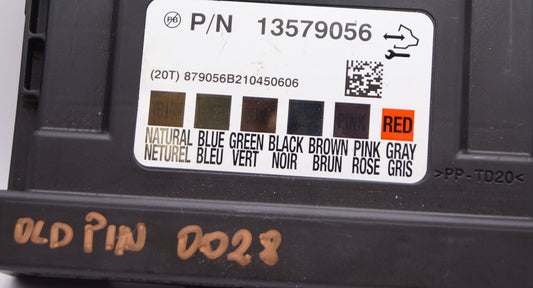 PB P/N 13579056
(20T) 879056B210450606
RED
NATURAL BLUE GREEN BLACK BROWN PINK GRAY
NETUREL BLEU VERT NOIR BRUN ROSE GRIS
>PP-TD20<
OLD PIN 0028